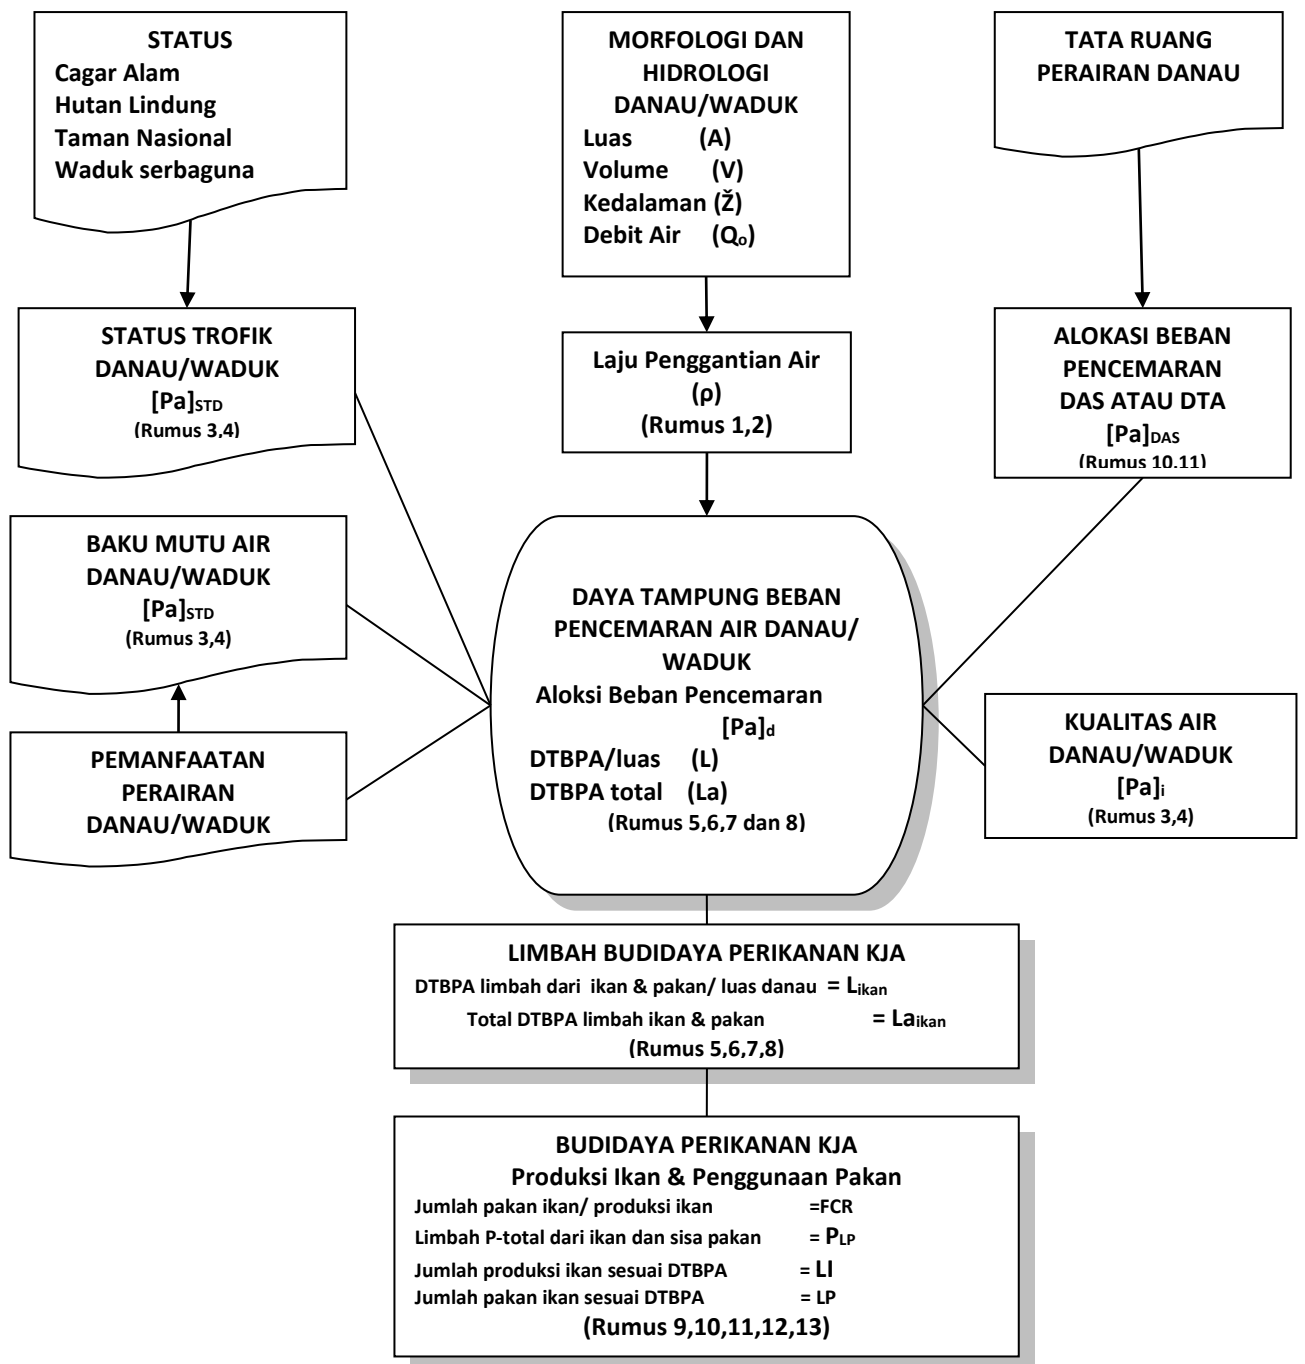 STATUS
Cagar Alam
Hutan Lindung
Taman Nasional
Waduk serbaguna
MORFOLOGI DAN
HIDROLOGI
DANAU/WADUK
Luas (A)
Volume (V)
Kedalaman (Ž)
Debit Air (Qo)
TATA RUANG
PERAIRAN DANAU
STATUS TROFIK
DANAU/WADUK
[Pa]STD
(Rumus 3,4)
Laju Penggantian Air
(ρ)
(Rumus 1,2)
ALOKASI BEBAN
PENCEMARAN
DAS ATAU DTA
[Pa]DAS
(Rumus 10,11)
BAKU MUTU AIR
DANAU/WADUK
[Pa]STD
(Rumus 3,4)
PEMANFAATAN
PERAIRAN
DANAU/WADUK
DAYA TAMPUNG BEBAN
PENCEMARAN AIR DANAU/
WADUK
Aloksi Beban Pencemaran
[Pa]d
DTBPA/luas (L)
DTBPA total (La)
(Rumus 5,6,7 dan 8)
KUALITAS AIR
DANAU/WADUK
[Pa]i
(Rumus 3,4)
LIMBAH BUDIDAYA PERIKANAN KJA
DTBPA limbah dari ikan & pakan/ luas danau = Likan
Total DTBPA limbah ikan & pakan = Laikan
(Rumus 5,6,7,8)
BUDIDAYA PERIKANAN KJA
Produksi Ikan & Penggunaan Pakan
Jumlah pakan ikan/ produksi ikan =FCR
Limbah P-total dari ikan dan sisa pakan = PLP
Jumlah produksi ikan sesuai DTBPA = LI
Jumlah pakan ikan sesuai DTBPA = LP
(Rumus 9,10,11,12,13)